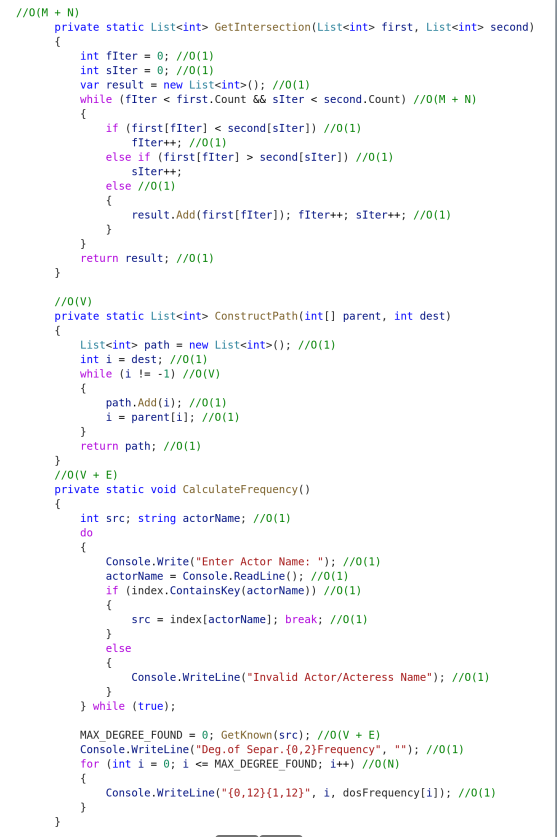 //O(M + N)
private static List<int> GetIntersection(List<int> first, List<int> second)
{
int fIter = 0; //O(1)
int sIter = 0; //O(1)
var result = new List<int>(); //O(1)
while (fIter < first.Count && sIter < second.Count) //O(M + N)
{
if (first[fIter] < second[sIter]) //O(1)
fIter++; //O(1)
else if (first[fIter] > second[sIter]) //O(1)
sIter++;
else //O(1)
{
result.Add(first[fIter]); fIter++; sIter++; //O(1)
}
}
return result; //O(1)
}
//O(V)
private static List<int> ConstructPath(int[] parent, int dest)
{
List<int> path = new List<int>(); //O(1)
int i = dest; //O(1)
while (i != -1) //O(V)
{
path.Add(i); //O(1)
i = parent[i]; //O(1)
}
return path; //O(1)
}
//O(V + E)
private static void CalculateFrequency()
{
int src; string actorName; //O(1)
do
{
Console.Write("Enter Actor Name: "); //O(1)
actorName = Console.ReadLine(); //O(1)
if (index.ContainsKey(actorName)) //O(1)
{
src = index[actorName]; break; //O(1)
}
else
{
Console.WriteLine("Invalid Actor/Acteress Name"); //O(1)
}
} while (true);
MAX_DEGREE_FOUND = 0; GetKnown(src); //O(V + E)
Console.WriteLine("Deg.of Separ.{0,2}Frequency", ""); //O(1)
for (int i = 0; i <= MAX_DEGREE_FOUND; i++) //O(N)
{
Console.WriteLine("{0,12}{1,12}", i, dosFrequency[i]); //O(1)
}
}